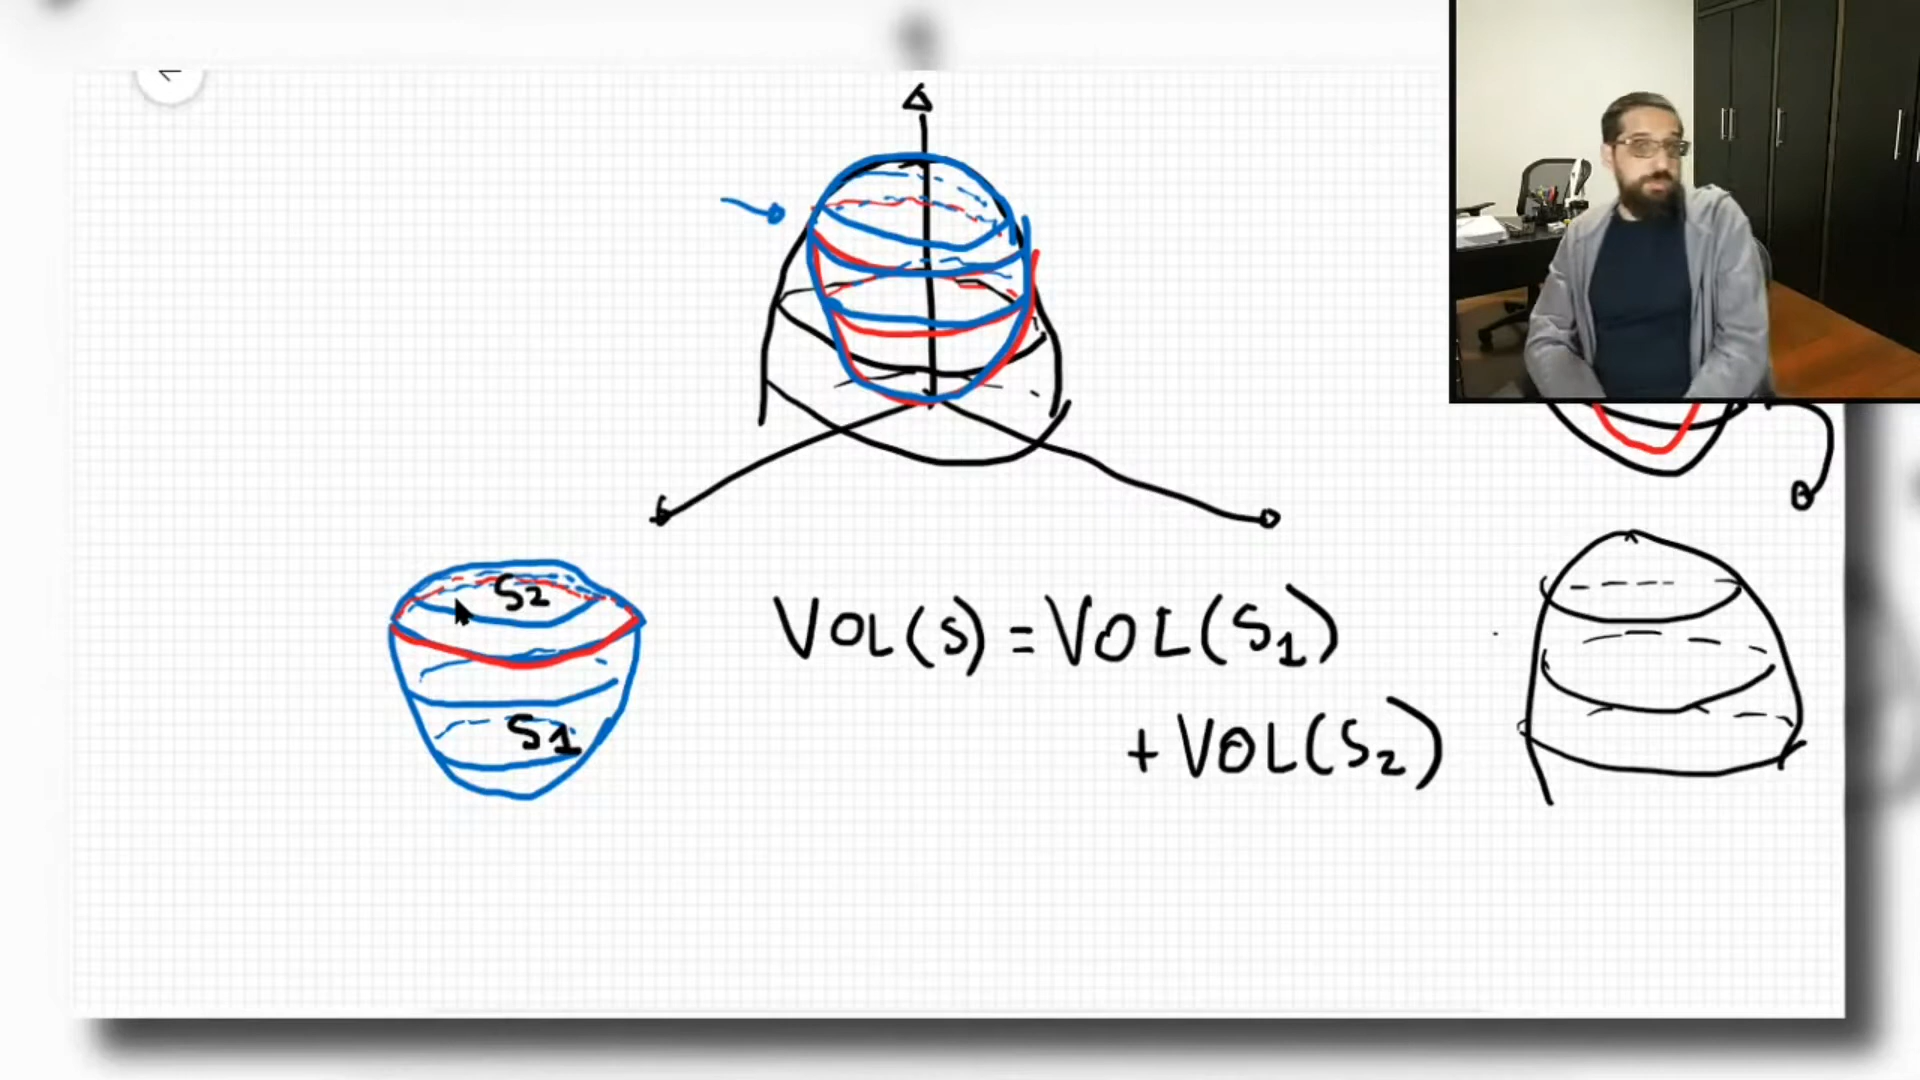 S2
S1
VOL(S) = VOL(S₁)
+ VOL(S₂)